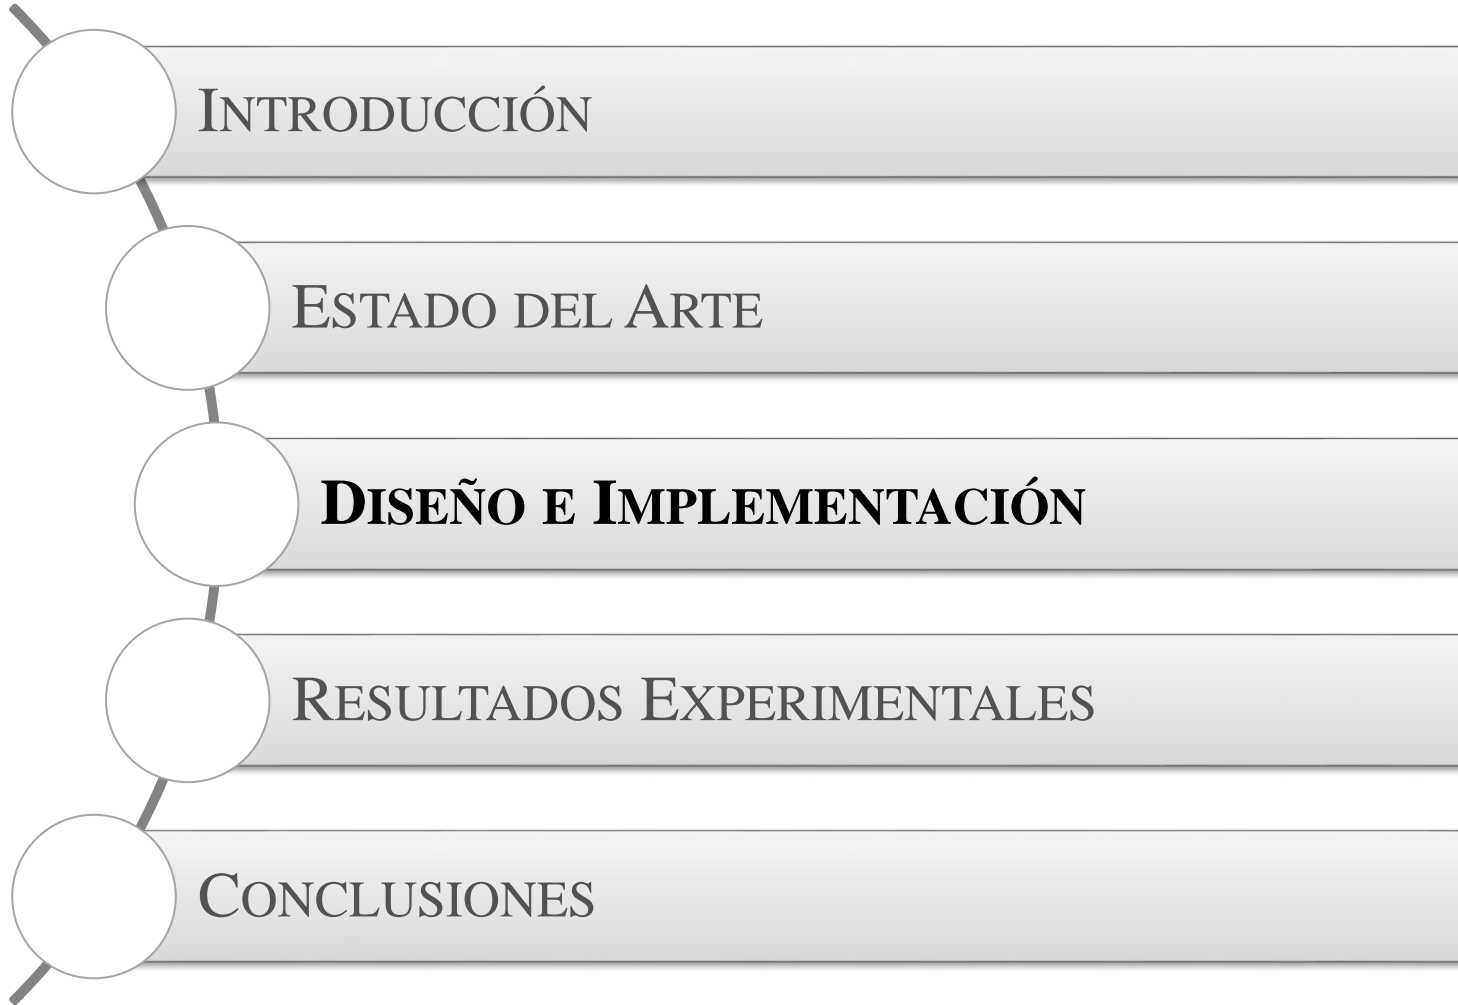 INTRODUCCIÓN
ESTADO DEL ARTE
DISEÑO E IMPLEMENTACIÓN
RESULTADOS EXPERIMENTALES
CONCLUSIONES